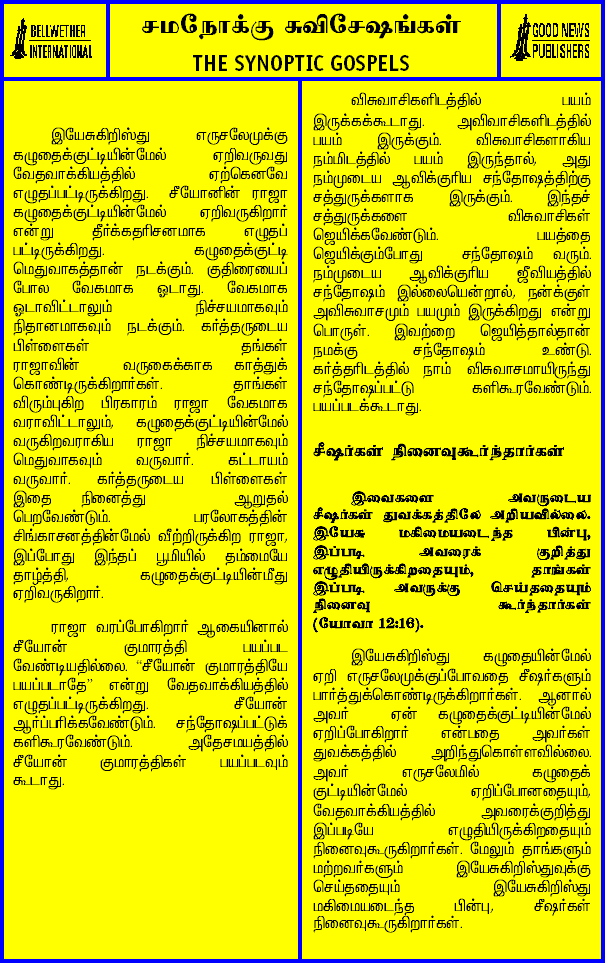 BELLWETHER
INTERNATIONAL
சமநோக்கு சுவிசேஷங்கள்
THE SYNOPTIC GOSPELS
GOOD NEWS
PUBLISHERS
இயேசுகிறிஸ்து எருசலேமுக்கு
கழுதைக்குட்டியின்மேல் ஏறிவருவது
வேதவாக்கியத்தில் ஏற்கெனவே
எழுதப்பட்டிருக்கிறது. சீயோனின் ராஜா
கழுதைக்குட்டியின்மேல் ஏறிவருகிறார்
என்று தீர்க்கதரிசனமாக எழுதப்
பட்டிருக்கிறது. கழுதைக்குட்டி
மெதுவாகத்தான் நடக்கும். குதிரையைப்
போல வேகமாக ஓடாது. வேகமாக
ஓடாவிட்டாலும் நிச்சயமாகவும்
நிதானமாகவும் நடக்கும். கர்த்தருடைய
பிள்ளைகள் தங்கள்
ராஜாவின் வருகைக்காக காத்துக்
கொண்டிருக்கிறார்கள். தாங்கள்
விரும்புகிற பிரகாரம் ராஜா வேகமாக
வராவிட்டாலும், கழுதைக்குட்டியின்மேல்
வருகிறவராகிய ராஜா நிச்சயமாகவும்
மெதுவாகவும் வருவார். கட்டாயம்
வருவார். கர்த்தருடைய பிள்ளைகள்
இதை நினைத்து ஆறுதல்
பெறவேண்டும். பரலோகத்தின்
சிங்காசனத்தின்மேல் வீற்றிருக்கிற ராஜா,
இப்போது இந்தப் பூமியில் தம்மையே
தாழ்த்தி, கழுதைக்குட்டியின்மீது
ஏறிவருகிறார்.
ராஜா வரப்போகிறார் ஆகையினால்
சீயோன் குமாரத்தி பயப்பட
வேண்டியதில்லை. “சீயோன் குமாரத்தியே
பயப்படாதே” என்று வேதவாக்கியத்தில்
எழுதப்பட்டிருக்கிறது. சீயோன்
ஆர்ப்பரிக்கவேண்டும். சந்தோஷப்பட்டுக்
களிகூரவேண்டும். அதேசமயத்தில்
சீயோன் குமாரத்திகள் பயப்படவும்
கூடாது.
விசுவாசிகளிடத்தில் பயம்
இருக்கக்கூடாது. அவிவாசிகளிடத்தில்
பயம் இருக்கும். விசுவாசிகளாகிய
நம்மிடத்தில் பயம் இருந்தால், அது
நம்முடைய ஆவிக்குரிய சந்தோஷத்திற்கு
சத்துருக்களாக இருக்கும். இந்தச்
சத்துருக்களை விசுவாசிகள்
ஜெயிக்கவேண்டும். பயத்தை
ஜெயிக்கும்போது சந்தோஷம் வரும்.
நம்முடைய ஆவிக்குரிய ஜீவியத்தில்
சந்தோஷம் இல்லையென்றால், நன்க்குள்
அவிசுவாசமும் பயமும் இருக்கிறது என்று
பொருள். இவற்றை ஜெயித்தால்தான்
நமக்கு சந்தோஷம் உண்டு.
கர்த்தரிடத்தில் நாம் விசுவாசமாயிருந்து
சந்தோஷப்பட்டு களிகூரவேண்டும்.
பயப்படக்கூடாது.
சீஷர்கள் நினைவுகூர்ந்தார்கள்
இவைகளை அவருடைய
சீஷர்கள் துவக்கத்திலே அறியவில்லை.
இயேசு மகிமையடைந்த பின்பு,
இப்படி அவரைக் குறித்து
எழுதியிருக்கிறதையும், தாங்கள்
இப்படி அவருக்கு செய்ததையும்
நினைவு கூர்ந்தார்கள்
(யோவா 12:16).
இயேசுகிறிஸ்து கழுதையின்மேல்
ஏறி எருசலேமுக்குப்போவதை சீஷர்களும்
பார்த்துக்கொண்டிருக்கிறார்கள். ஆனால்
அவர் ஏன் கழுதைக்குட்டியின்மேல்
ஏறிப்போகிறார் என்பதை அவர்கள்
துவக்கத்தில் அறிந்துகொள்ளவில்லை.
அவர் எருசலேமில் கழுதைக்
குட்டியின்மேல் ஏறிப்போனதையும்,
வேதவாக்கியத்தில் அவரைக்குறித்து
இப்படியே எழுதியிருக்கிறதையும்
நினைவுகூருகிறார்கள். மேலும் தாங்களும்
மற்றவர்களும் இயேசுகிறிஸ்துவுக்கு
செய்ததையும் இயேசுகிறிஸ்து
மகிமையடைந்த பின்பு, சீஷர்கள்
நினைவுகூருகிறார்கள்.